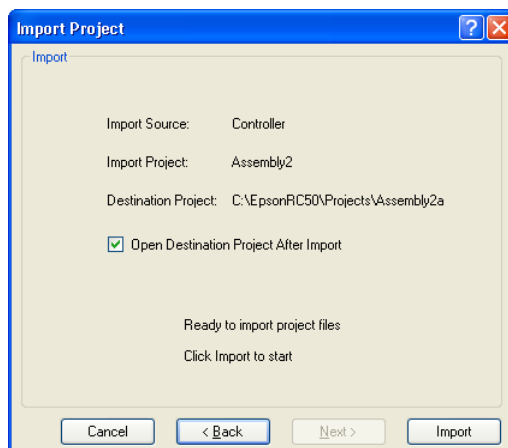 Import Project
Import
Import Source: Controller
Import Project: Assembly2
Destination Project: C:\EpsonRC50\Projects\Assembly2a
Open Destination Project After Import
Ready to import project files
Click Import to start
Cancel < Back Next > Import